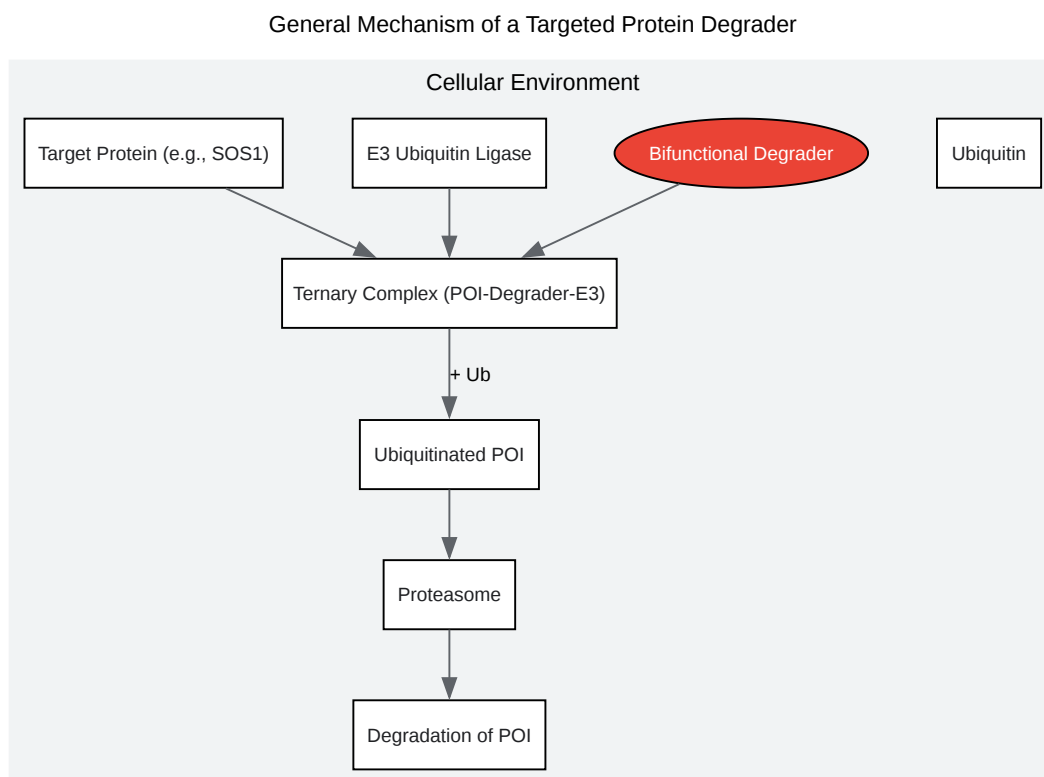 General Mechanism of a Targeted Protein Degrader
Cellular Environment
Target Protein (e.g., SOS1)
E3 Ubiquitin Ligase
Bifunctional Degrader
Ubiquitin
Ternary Complex (POI-Degrader-E3)
+ Ub
Ubiquitinated POI
Proteasome
Degradation of POI